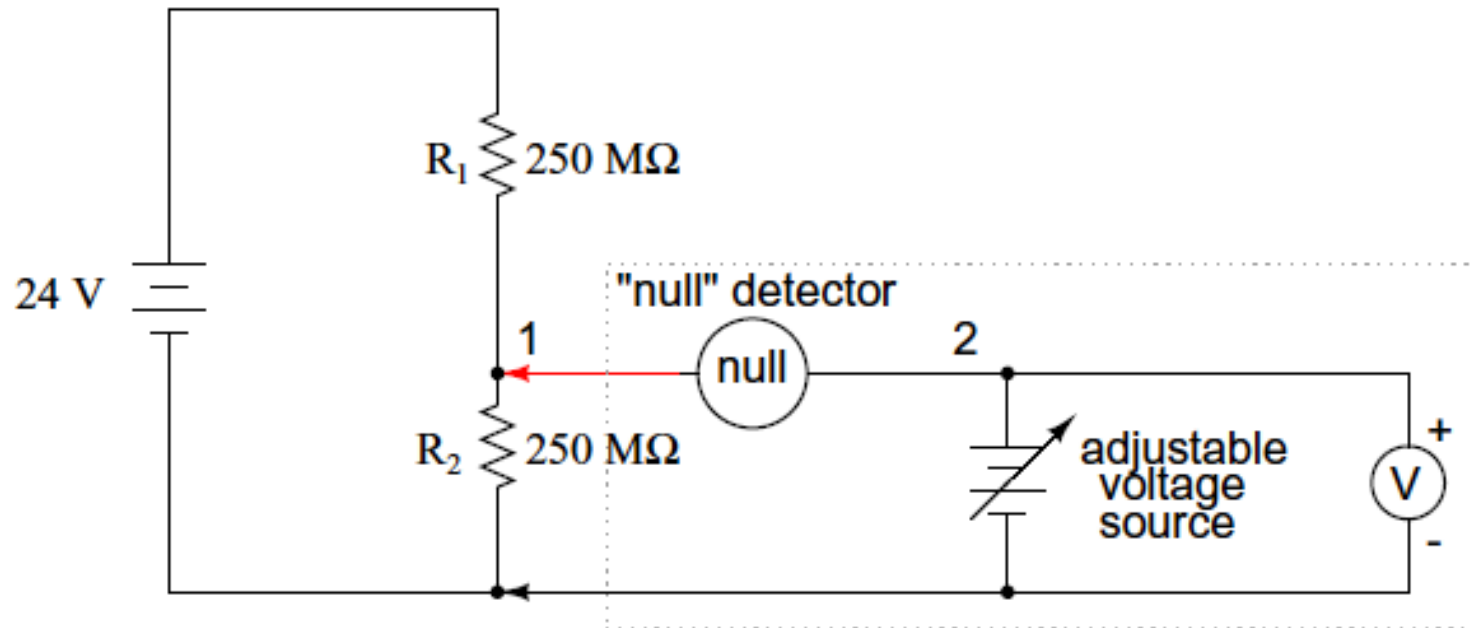 R₁ 250 MΩ
24 V
"null" detector
1
null
2
R₂ 250 MΩ
adjustable
voltage
source
+
V
-